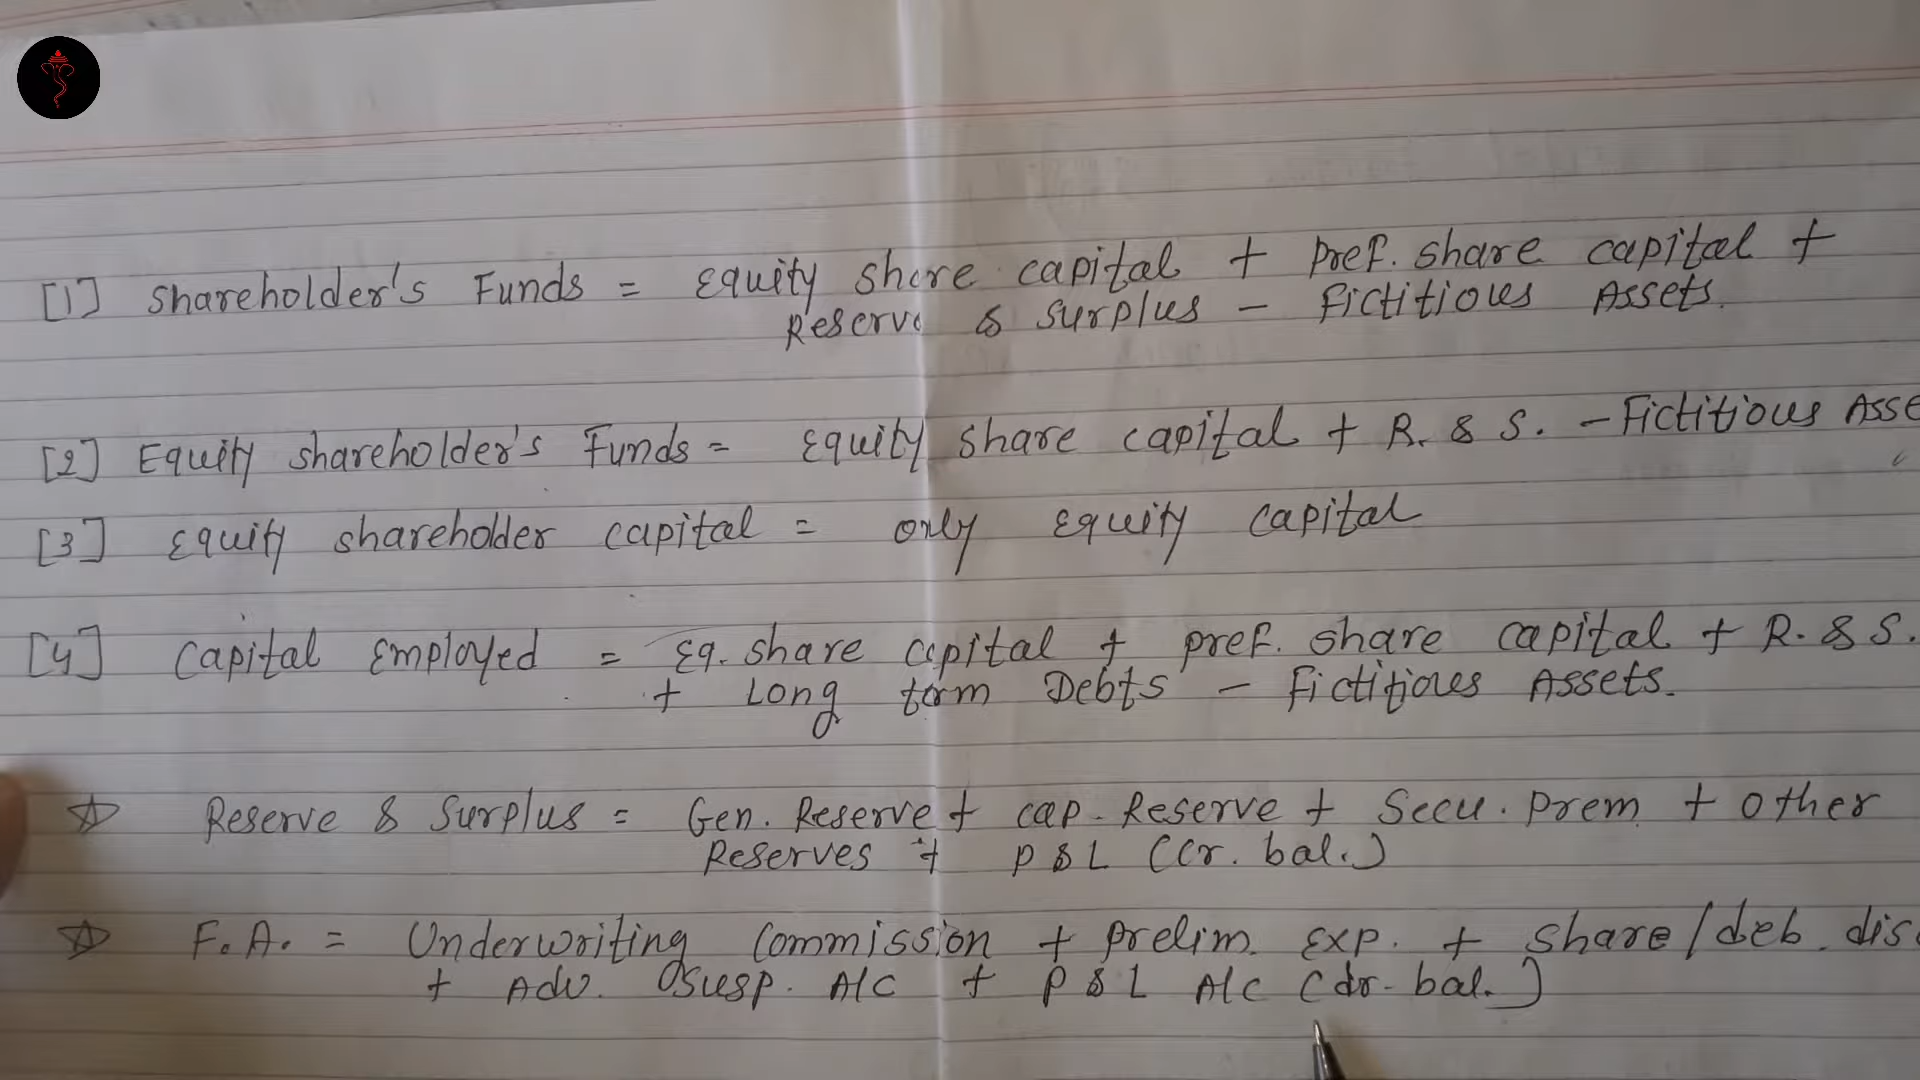 [1] Shareholder's Funds = Equity share capital + Pref. share capital +
Reserve & Surplus - Fictitious Assets.
[2] Equity shareholder's Funds = Equity share capital + R. & S. - Fictitious Asse
[3] Equity shareholder capital = only equity capital
[4] Capital Employed = Eq. share capital + pref. share capital + R. & S.
+ Long term Debts - Fictitious Assets.
☆ Reserve & Surplus = Gen. Reserve + cap. Reserve + Secu. Prem + other
Reserves + P & L (cr. bal.)
☆ F.A. = Underwriting Commission + prelim. Exp. + share/deb. dis
+ Adv. Susp. A/c + P & L A/c (dr. bal.)